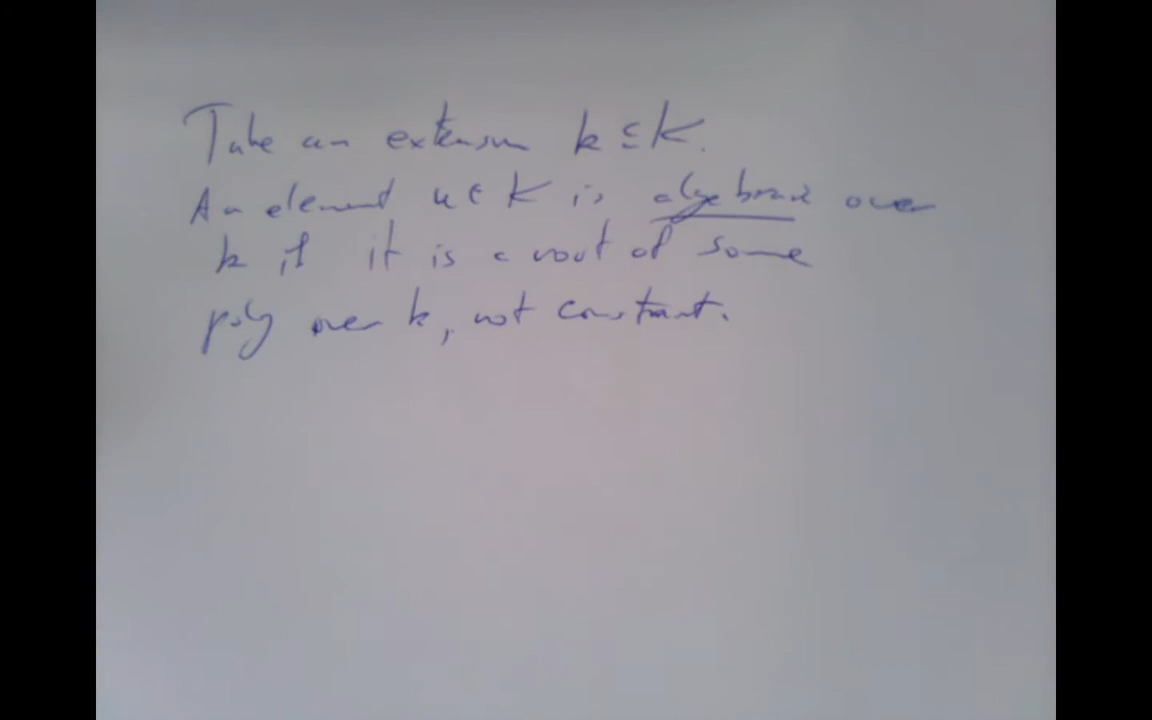 Take an extension k ⊆ K.
An element u ∈ K is algebraic over
k if it is a root of some
poly over k, not constant.